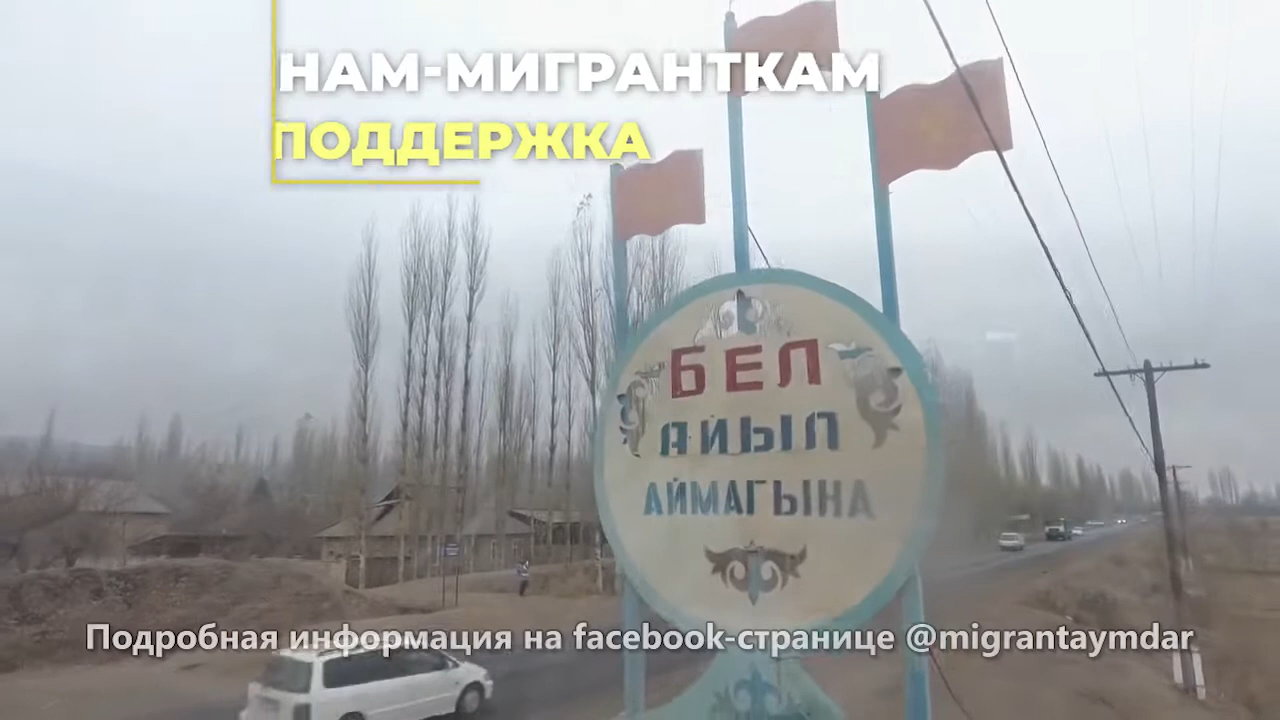 НАМ-МИГРАНТКАМ
ПОДДЕРЖКА
БЕЛ
АЙЫЛ
АЙМАГЫНА
Подробная информация на facebook-странице @migrantaymdar